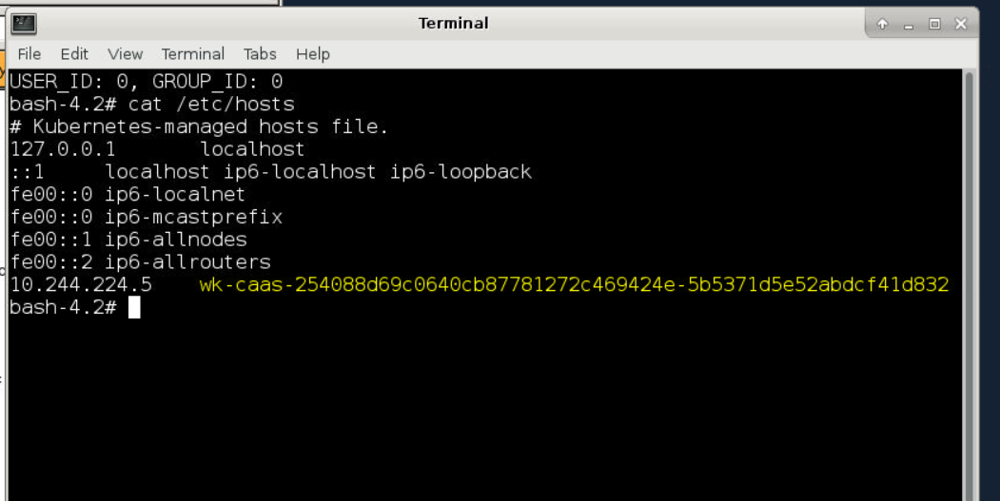 Terminal
File Edit View Terminal Tabs Help
USER_ID: 0, GROUP_ID: 0
bash-4.2# cat /etc/hosts
# Kubernetes-managed hosts file.
127.0.0.1 localhost
::1 localhost ip6-localhost ip6-loopback
fe00::0 ip6-localnet
fe00::0 ip6-mcastprefix
fe00::1 ip6-allnodes
fe00::2 ip6-allrouters
10.244.224.5 wk-caas-254088d69c0640cb87781272c469424e-5b5371d5e52abdcf41d832
bash-4.2#